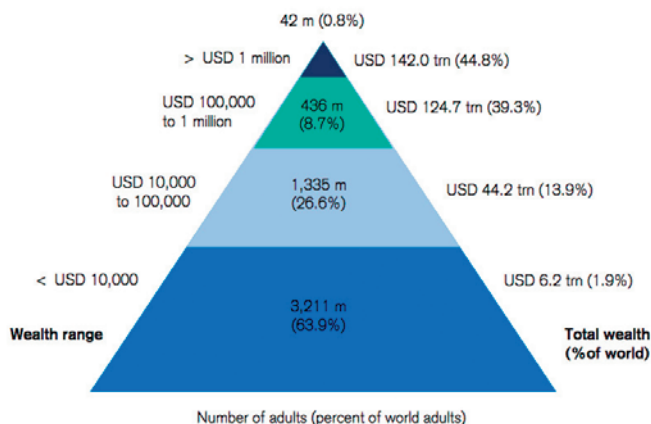 42 m (0.8%)
> USD 1 million
USD 142.0 trn (44.8%)
USD 100,000
to 1 million
436 m
(8.7%)
USD 124.7 trn (39.3%)
USD 10,000
to 100,000
1,335 m
(26.6%)
USD 44.2 trn (13.9%)
< USD 10,000
3,211 m
(63.9%)
USD 6.2 trn (1.9%)
Wealth range
Total wealth
(%of world)
Number of adults (percent of world adults)